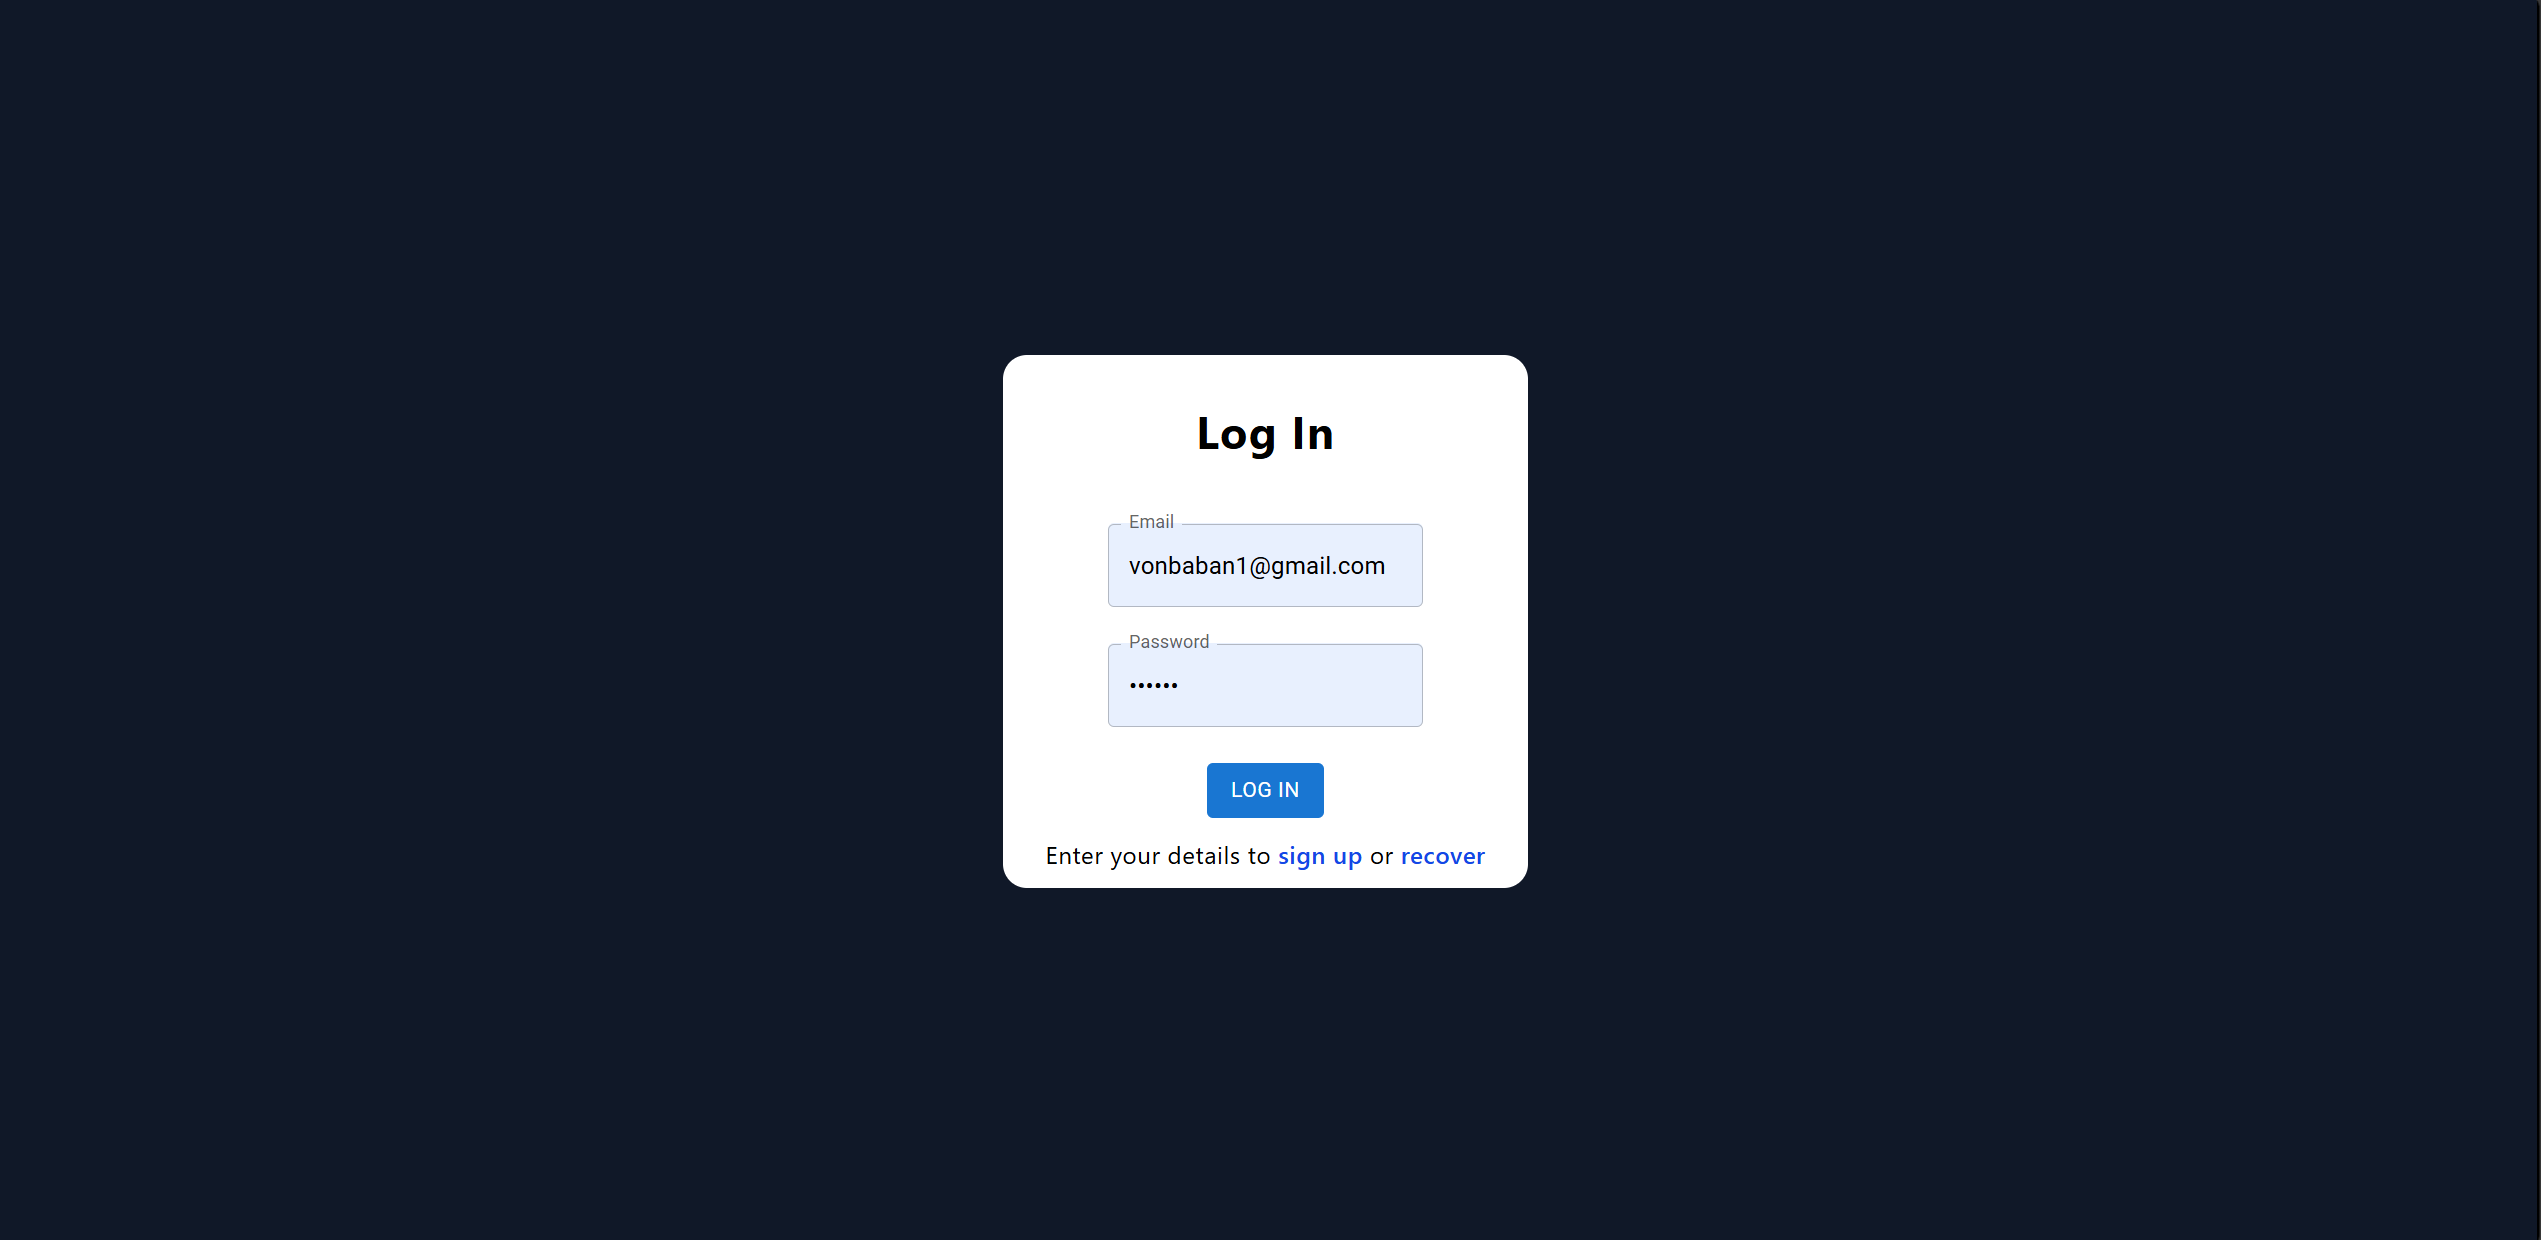 Log In
Email
vonbaban1@gmail.com
Password
••••••
LOG IN
Enter your details to sign up or recover